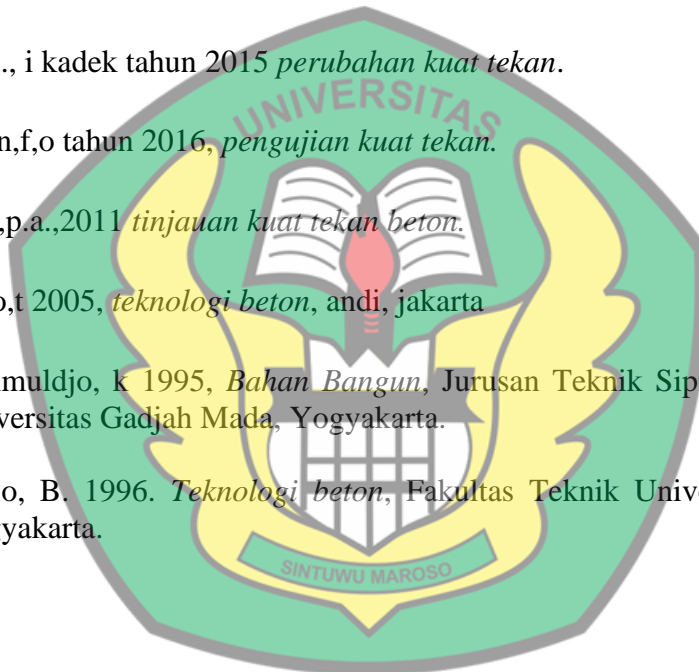 UNIVERSITAS
., i kadek tahun 2015 perubahan kuat tekan.
n,f,o tahun 2016, pengujian kuat tekan.
,p.a.,2011 tinjauan kuat tekan beton.
o,t 2005, teknologi beton, andi, jakarta
muldjo, k 1995, Bahan Bangun, Jurusan Teknik Sip
versitas Gadjah Mada, Yogyakarta.
o, B. 1996. Teknologi beton, Fakultas Teknik Unive
gyakarta.
SINTUWU MAROSO